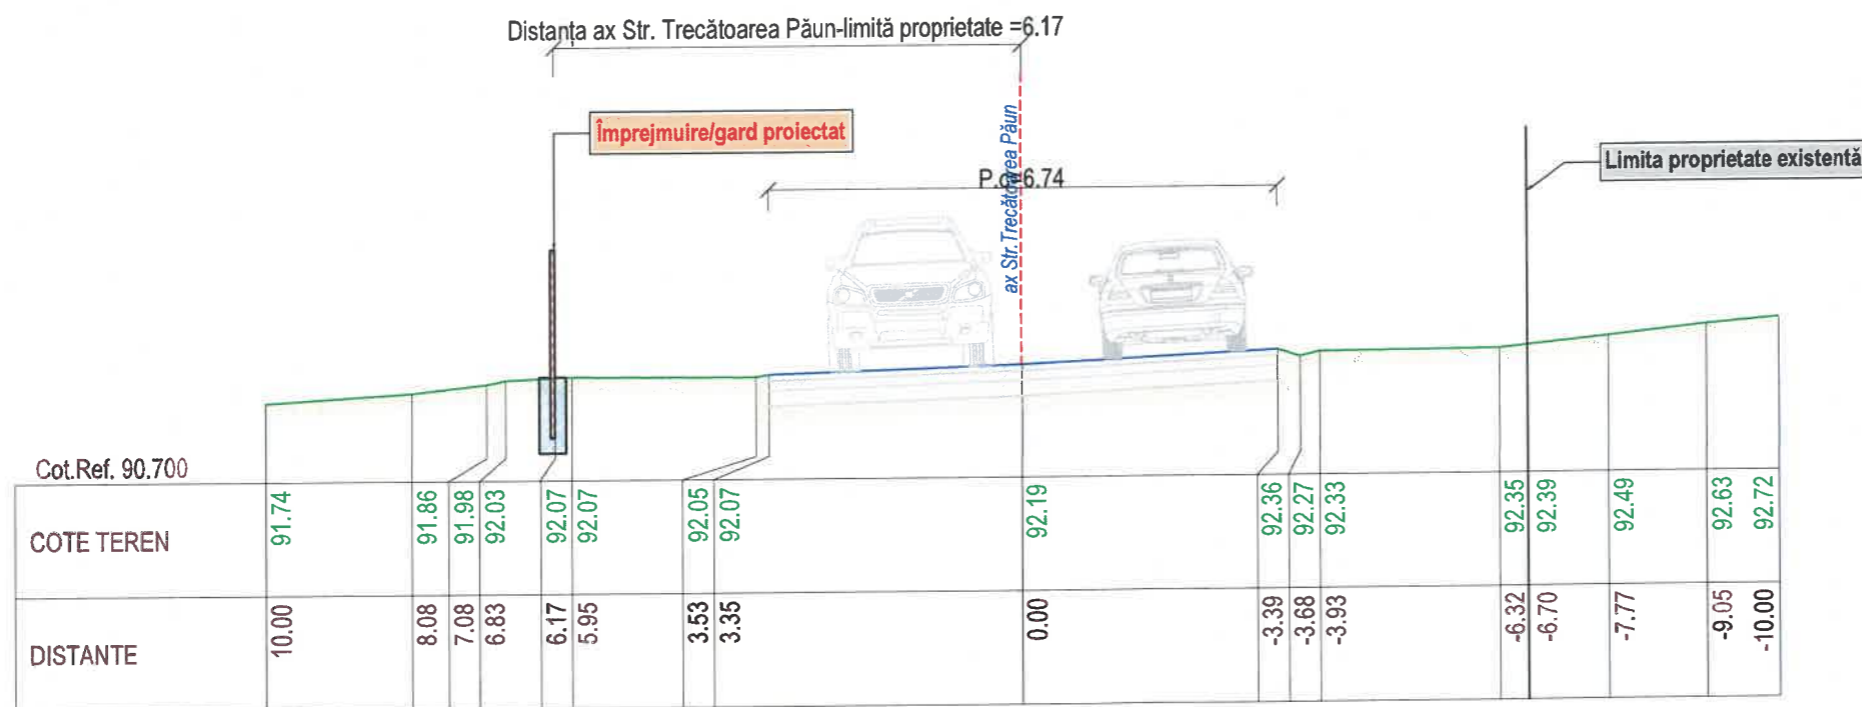 Distanța ax Str. Trecătoarea Păun-limită proprietate =6.17
Împrejmuire/gard proiectat
ax Str.Trecătoarea Păun
P.c=6.74
Limita proprietate existentă
Cot.Ref. 90.700
COTE TEREN
91.74 91.86 91.98 92.03 92.07 92.07 92.05 92.07 92.19 92.36 92.27 92.33 92.35 92.39 92.49 92.63 92.72
DISTANTE
10.00 8.08 7.08 6.83 6.17 5.95 3.53 3.35 0.00 -3.39 -3.68 -3.93 -6.32 -6.70 -7.77 -9.05 -10.00